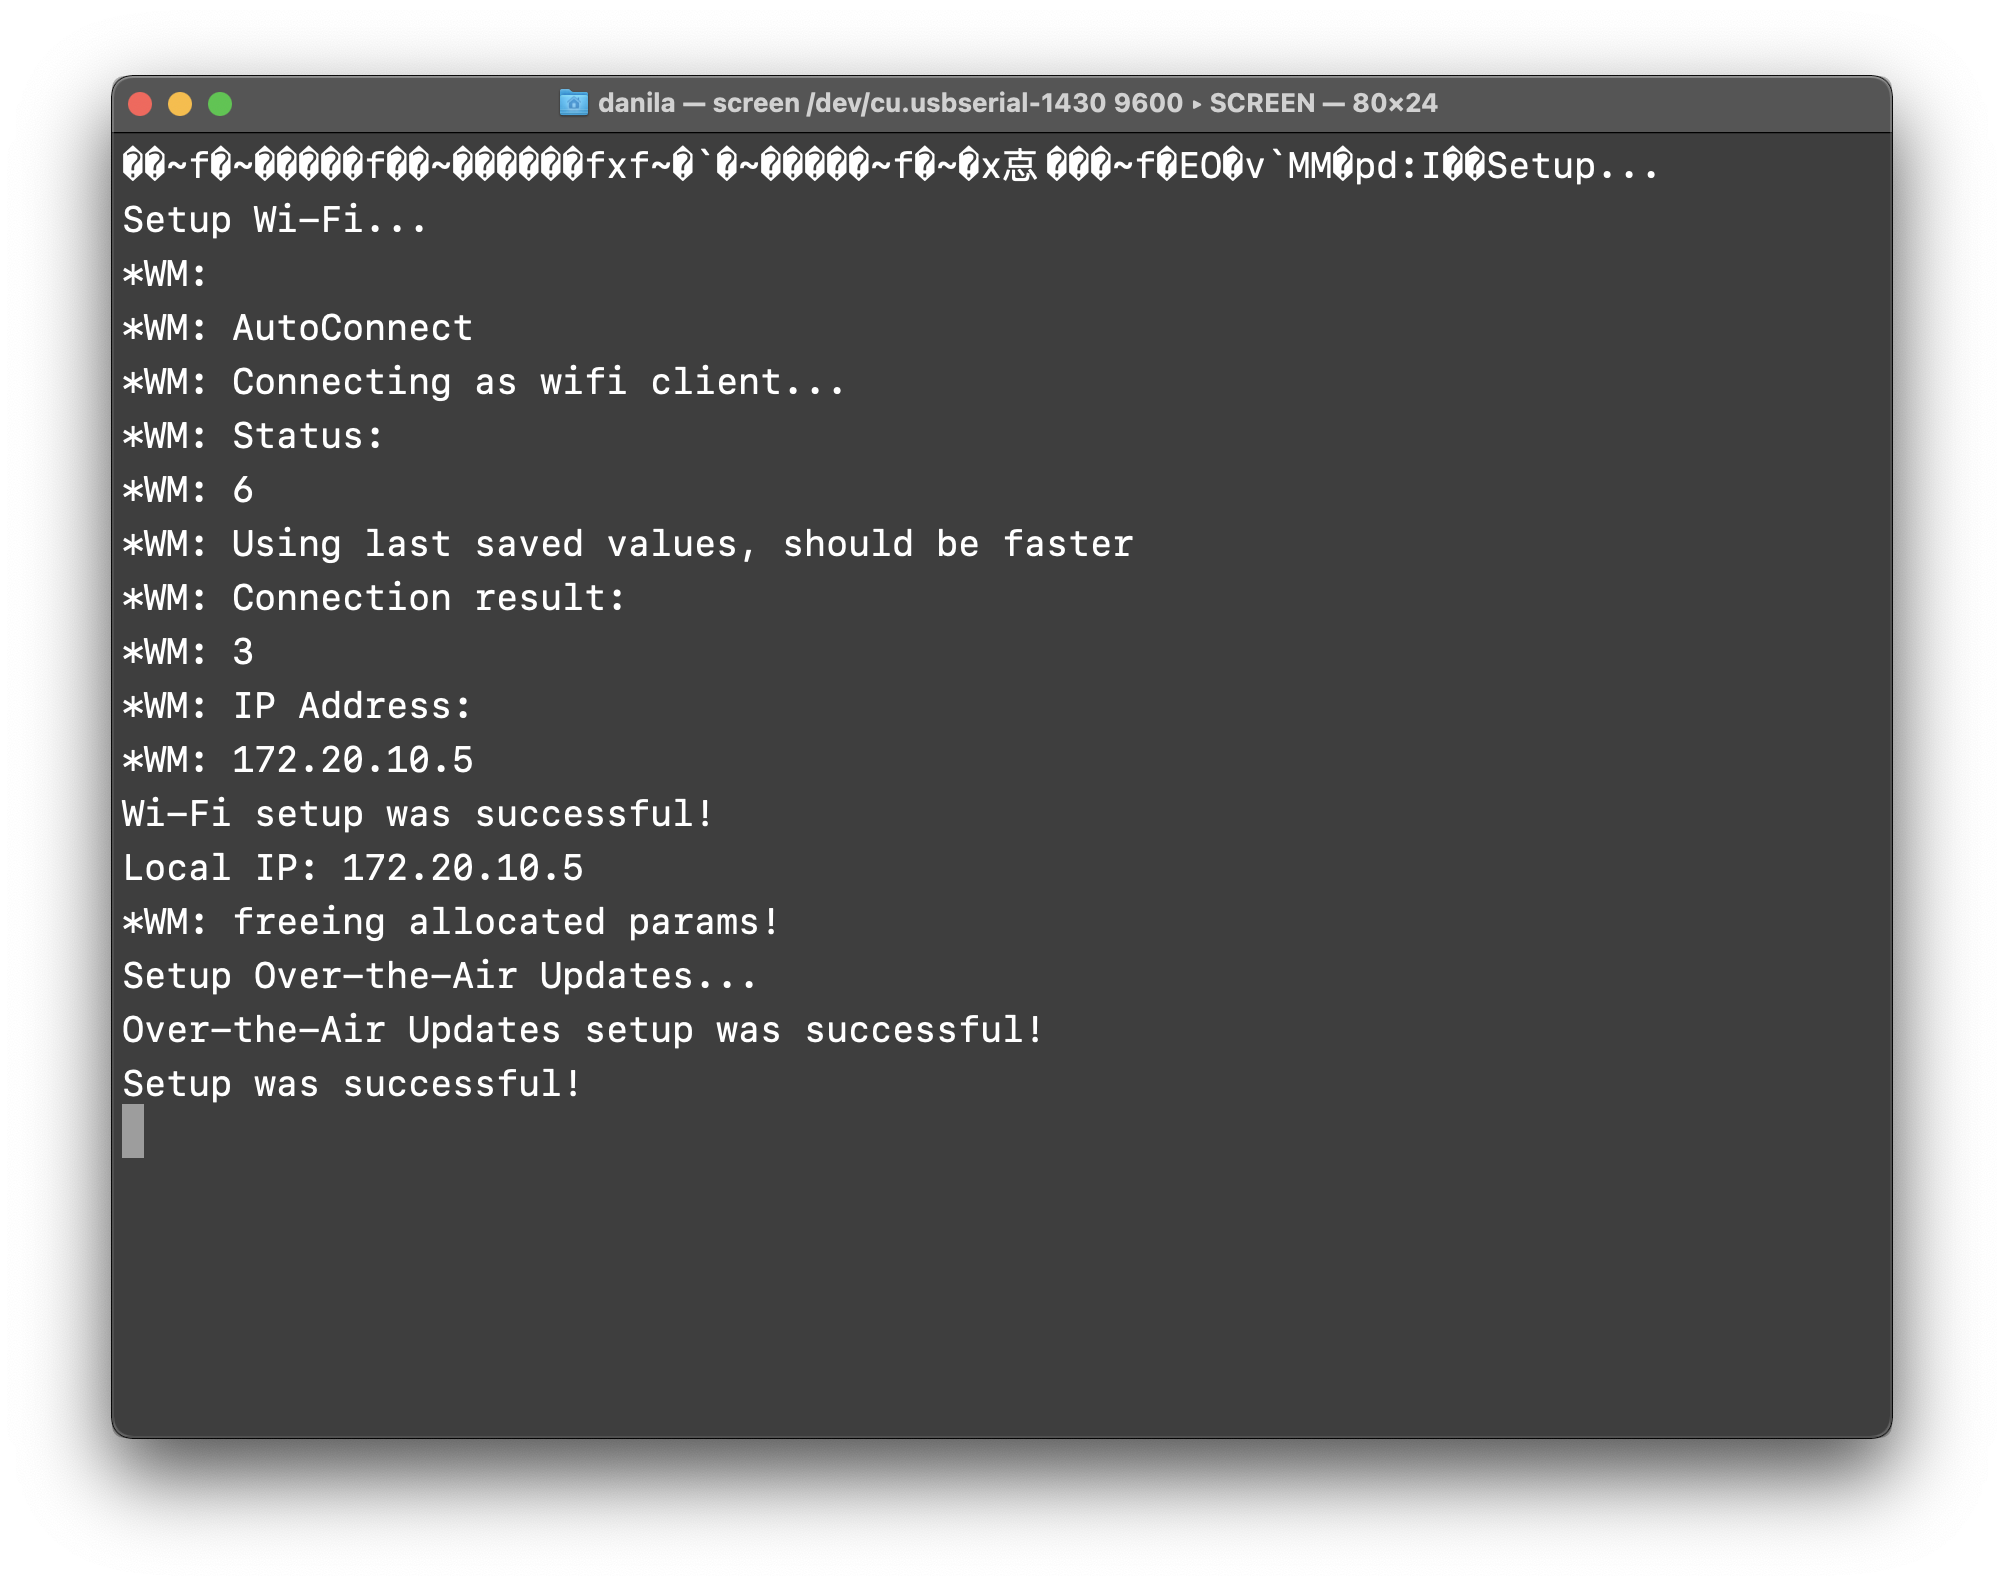 danila — screen /dev/cu.usbserial-1430 9600 ▸ SCREEN — 80×24
��~f�~�����f��~������fxf~�`�~�����~f�~�x���~f�EO�v`MM�pd:I��Setup...
Setup Wi-Fi...
*WM:
*WM: AutoConnect
*WM: Connecting as wifi client...
*WM: Status:
*WM: 6
*WM: Using last saved values, should be faster
*WM: Connection result:
*WM: 3
*WM: IP Address:
*WM: 172.20.10.5
Wi-Fi setup was successful!
Local IP: 172.20.10.5
*WM: freeing allocated params!
Setup Over-the-Air Updates...
Over-the-Air Updates setup was successful!
Setup was successful!